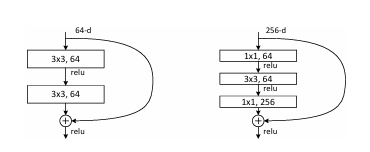 64-d
3x3, 64
relu
3x3, 64
relu
256-d
1x1, 64
relu
3x3, 64
relu
1x1, 256
relu